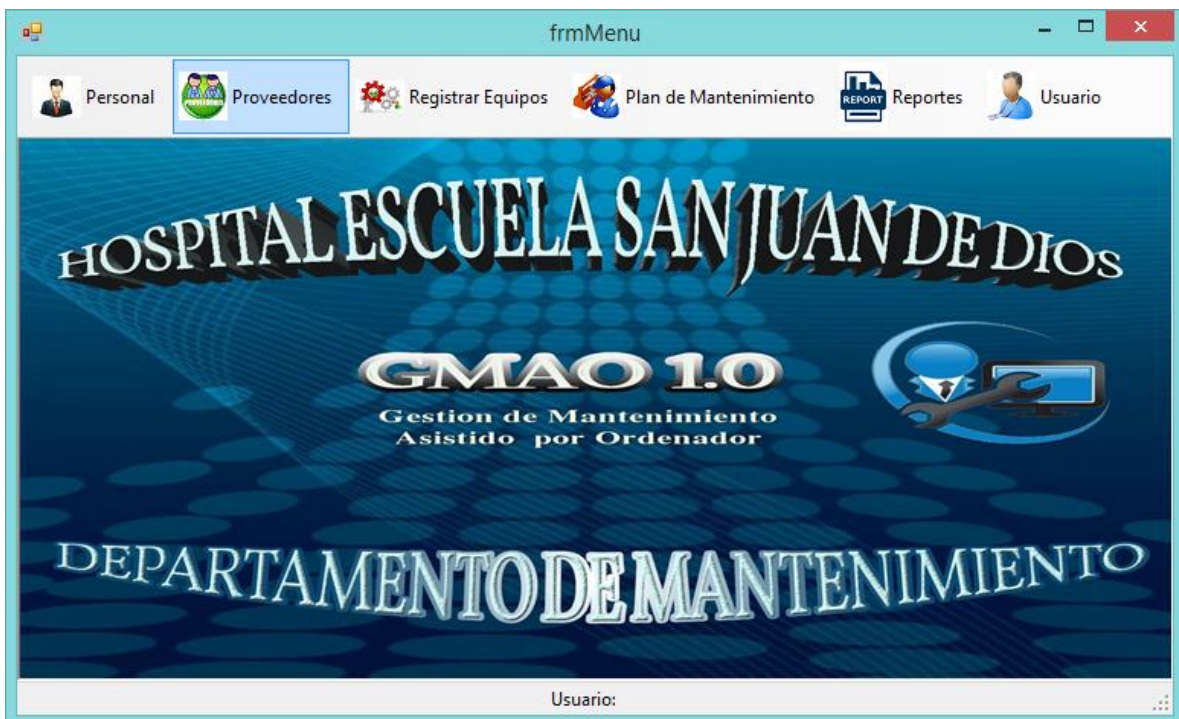 frmMenu
Personal
Proveedores
Registrar Equipos
Plan de Mantenimiento
REPORT
Reportes
Usuario
HOSPITAL ESCUELA SAN JUAN DE DIOS
GMAO 1.0
Gestion de Mantenimiento
Asistido por Ordenador
DEPARTAMENTO DE MANTENIMIENTO
Usuario: